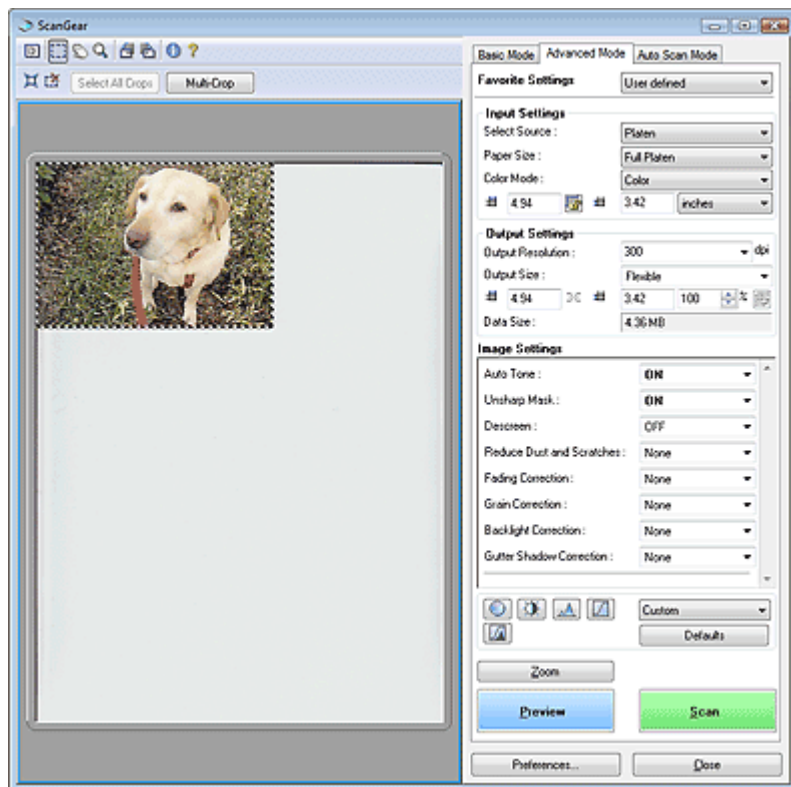 ScanGear
Select All Crops Multi-Crop
Basic Mode Advanced Mode Auto Scan Mode
Favorite Settings User defined
Input Settings
Select Source : Platen
Paper Size : Full Platen
Color Mode : Color
4.94 3.42 inches
Output Settings
Output Resolution : 300 dpi
Output Size : Flexible
4.94 3.42 100 %
Data Size : 4.36 MB
Image Settings
Auto Tone : ON
Unsharp Mask : ON
Descreen : OFF
Reduce Dust and Scratches : None
Fading Correction : None
Grain Correction : None
Backlight Correction : None
Gutter Shadow Correction : None
Custom
Defaults
Zoom
Preview Scan
Preferences... Close